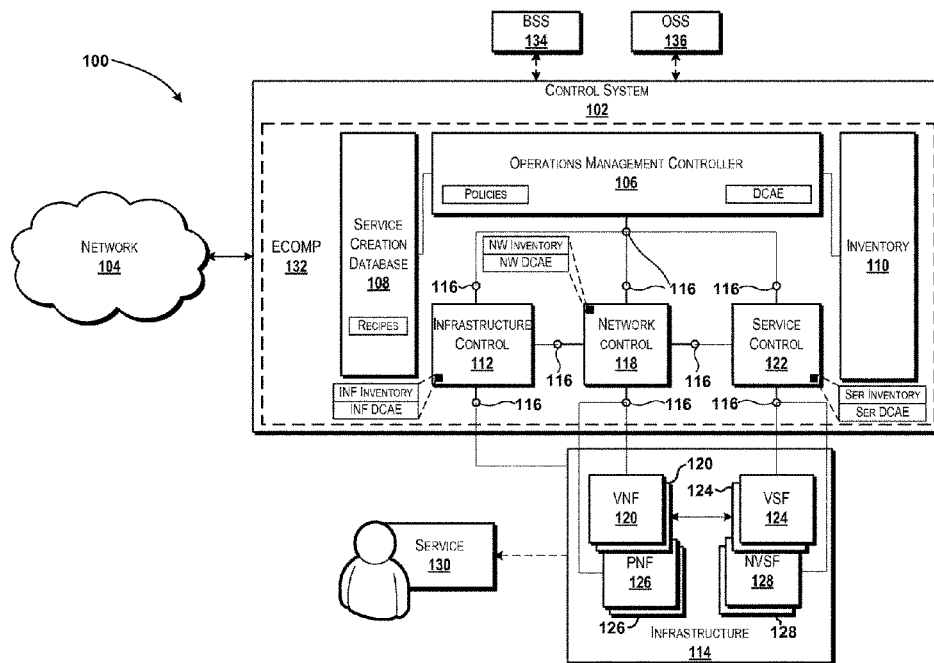 BSS
134
OSS
136
100
CONTROL SYSTEM
102
OPERATIONS MANAGEMENT CONTROLLER
106
POLICIES
DCAE
SERVICE
CREATION
DATABASE
108
RECIPES
ECOMP
132
NETWORK
104
INVENTORY
110
NW INVENTORY
NW DCAE
116
116
116
116
INFRASTRUCTURE
CONTROL
112
NETWORK
CONTROL
118
SERVICE
CONTROL
122
116
116
INF INVENTORY
INF DCAE
116
116
116
SER INVENTORY
SER DCAE
120
124
VNF
120
VSF
124
SERVICE
130
PNF
126
NVSF
128
126
128
INFRASTRUCTURE
114